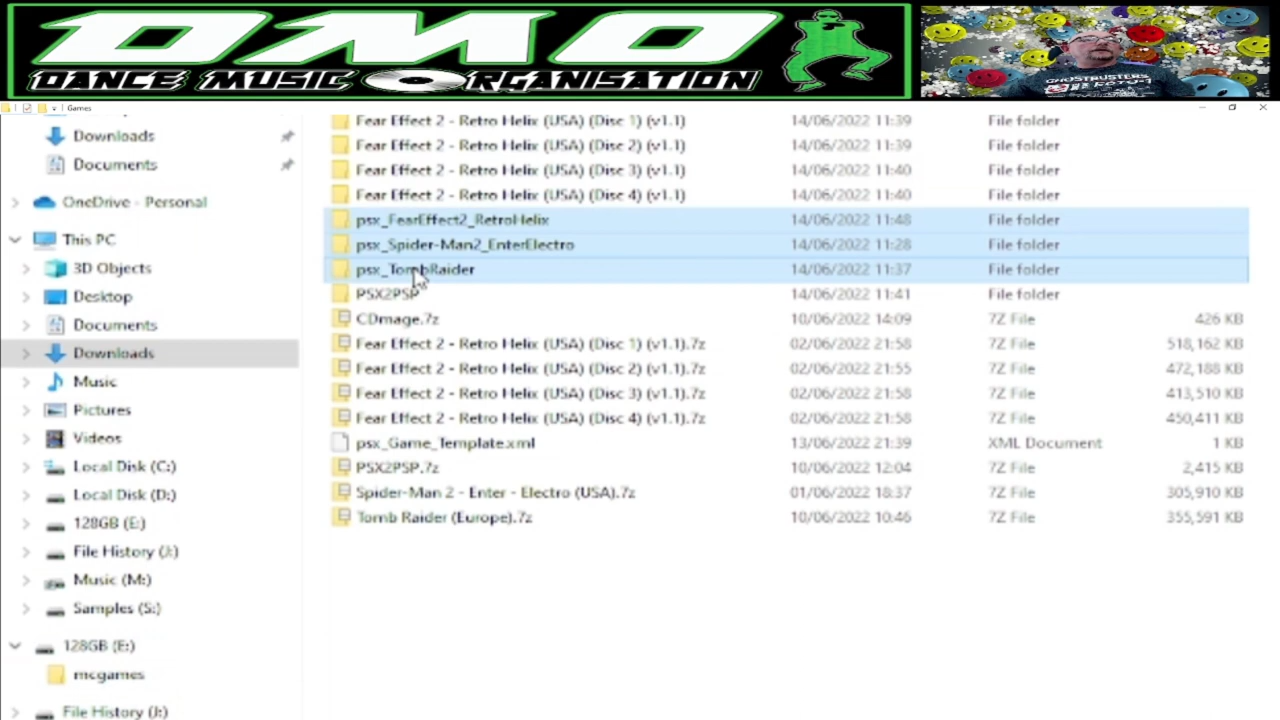 DMO
DANCE MUSIC ORGANISATION
GHOSTBUSTERS
Games
Downloads
Documents
OneDrive - Personal
This PC
3D Objects
Desktop
Documents
Downloads
Music
Pictures
Videos
Local Disk (C:)
Local Disk (D:)
128GB (E:)
File History (J:)
Music (M:)
Samples (S:)
128GB (E:)
mcgames
File History (J:)
Fear Effect 2 - Retro Helix (USA) (Disc 1) (v1.1) 14/06/2022 11:39 File folder
Fear Effect 2 - Retro Helix (USA) (Disc 2) (v1.1) 14/06/2022 11:39 File folder
Fear Effect 2 - Retro Helix (USA) (Disc 3) (v1.1) 14/06/2022 11:40 File folder
Fear Effect 2 - Retro Helix (USA) (Disc 4) (v1.1) 14/06/2022 11:40 File folder
psx_FearEffect2_RetroHelix 14/06/2022 11:48 File folder
psx_Spider-Man2_EnterElectro 14/06/2022 11:28 File folder
psx_TombRaider 14/06/2022 11:37 File folder
PSX2PSP 14/06/2022 11:41 File folder
CDmage.7z 10/06/2022 14:09 7Z File 426 KB
Fear Effect 2 - Retro Helix (USA) (Disc 1) (v1.1).7z 02/06/2022 21:58 7Z File 518,162 KB
Fear Effect 2 - Retro Helix (USA) (Disc 2) (v1.1).7z 02/06/2022 21:55 7Z File 472,188 KB
Fear Effect 2 - Retro Helix (USA) (Disc 3) (v1.1).7z 02/06/2022 21:58 7Z File 413,510 KB
Fear Effect 2 - Retro Helix (USA) (Disc 4) (v1.1).7z 02/06/2022 21:58 7Z File 450,411 KB
psx_Game_Template.xml 13/06/2022 21:39 XML Document 1 KB
PSX2PSP.7z 10/06/2022 12:04 7Z File 2,415 KB
Spider-Man 2 - Enter - Electro (USA).7z 01/06/2022 18:37 7Z File 305,910 KB
Tomb Raider (Europe).7z 10/06/2022 10:46 7Z File 355,591 KB